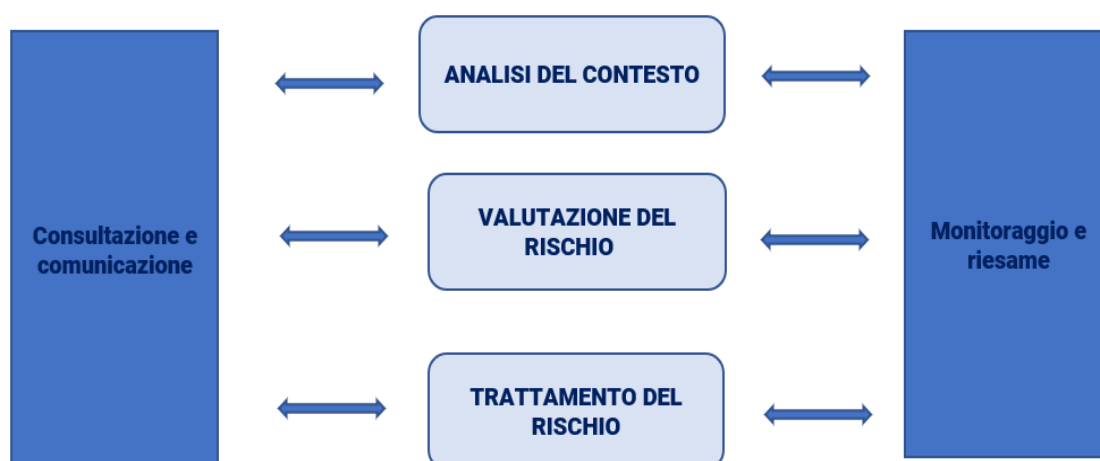 ANALISI DEL CONTESTO
Consultazione e
comunicazione
VALUTAZIONE DEL
RISCHIO
Monitoraggio e
riesame
TRATTAMENTO DEL
RISCHIO